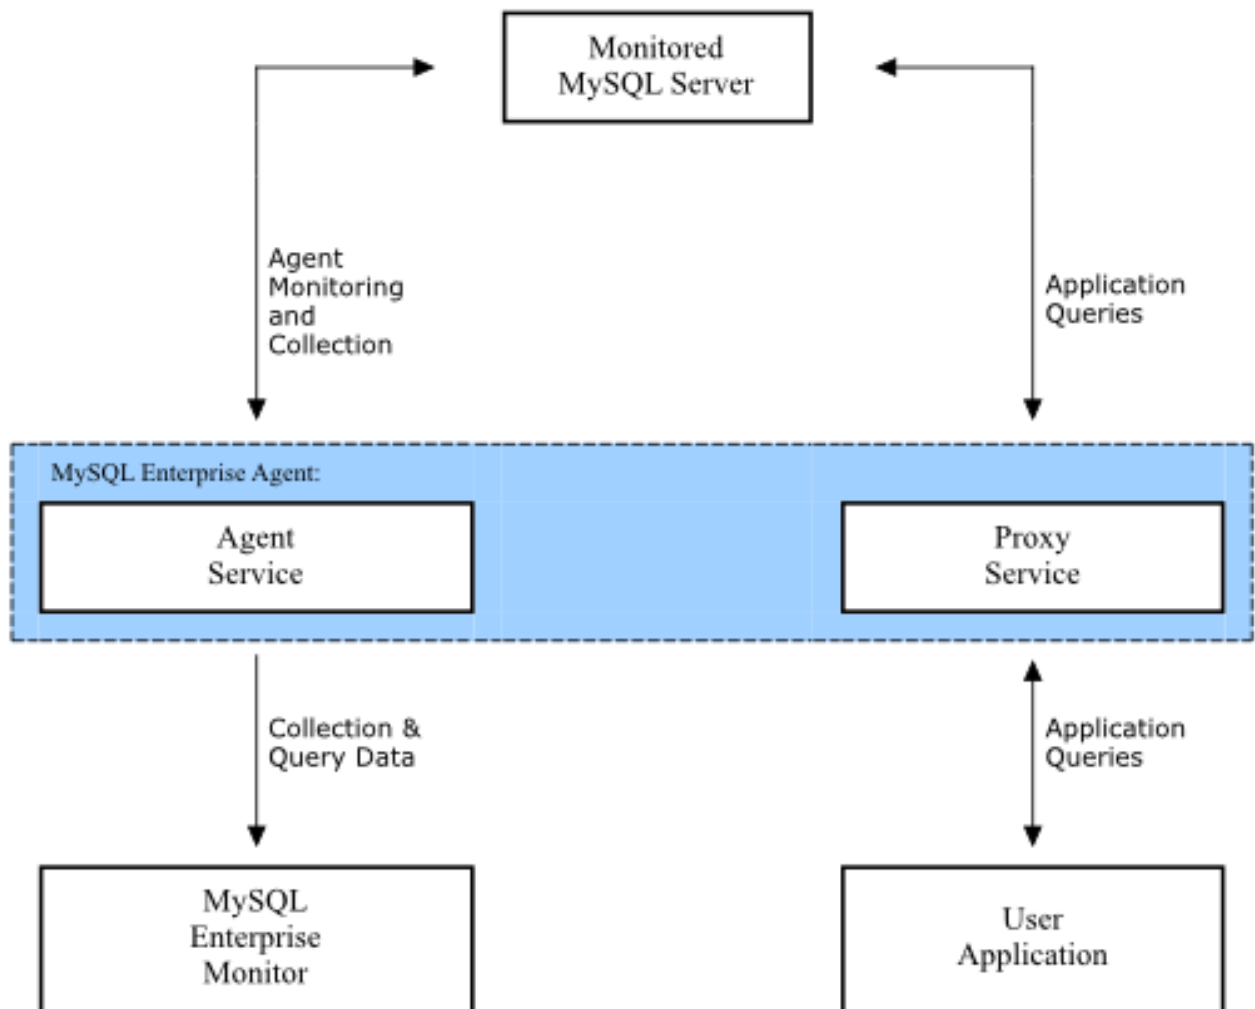 Monitored
MySQL Server
Agent
Monitoring
and
Collection
Application
Queries
MySQL Enterprise Agent:
Agent
Service
Proxy
Service
Collection &
Query Data
Application
Queries
MySQL
Enterprise
Monitor
User
Application